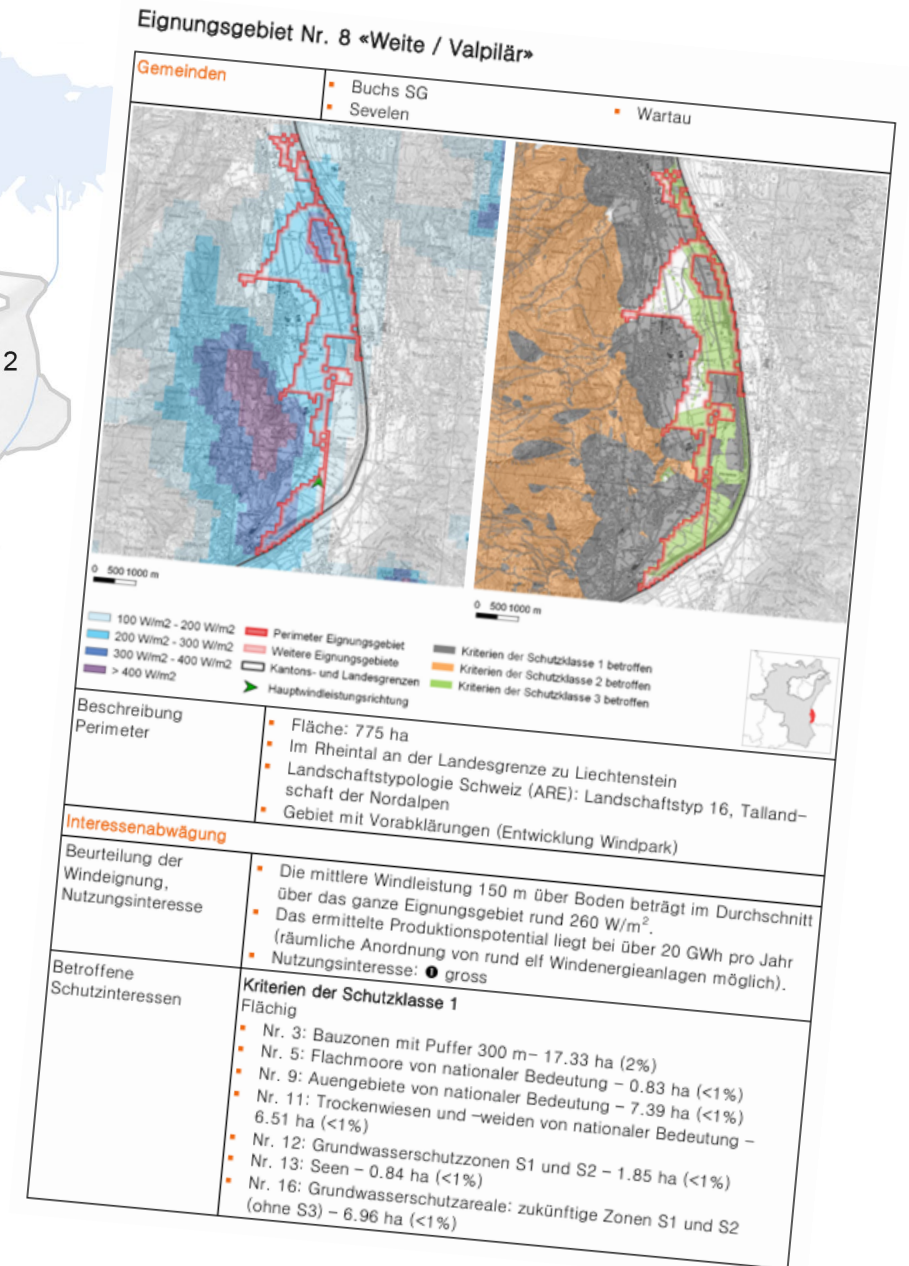 Eignungsgebiet Nr. 8 «Weite / Valpilär»
Gemeinden
▪ Buchs SG
▪ Sevelen
▪ Wartau
2
0 500 1000 m
0 500 1000 m
100 W/m2 - 200 W/m2
200 W/m2 - 300 W/m2
300 W/m2 - 400 W/m2
> 400 W/m2
Perimeter Eignungsgebiet
Weitere Eignungsgebiete
Kantons- und Landesgrenzen
Hauptwindleistungsrichtung
Kriterien der Schutzklasse 1 betroffen
Kriterien der Schutzklasse 2 betroffen
Kriterien der Schutzklasse 3 betroffen
Beschreibung
Perimeter
▪ Fläche: 775 ha
▪ Im Rheintal an der Landesgrenze zu Liechtenstein
▪ Landschaftstypologie Schweiz (ARE): Landschaftstyp 16, Talland-
schaft der Nordalpen
▪ Gebiet mit Vorabklärungen (Entwicklung Windpark)
Interessenabwägung
Beurteilung der
Windeignung,
Nutzungsinteresse
▪ Die mittlere Windleistung 150 m über Boden beträgt im Durchschnitt
über das ganze Eignungsgebiet rund 260 W/m².
▪ Das ermittelte Produktionspotential liegt bei über 20 GWh pro Jahr
(räumliche Anordnung von rund elf Windenergieanlagen möglich).
▪ Nutzungsinteresse: ❶ gross
Betroffene
Schutzinteressen
Kriterien der Schutzklasse 1
Flächig
▪ Nr. 3: Bauzonen mit Puffer 300 m– 17.33 ha (2%)
▪ Nr. 5: Flachmoore von nationaler Bedeutung – 0.83 ha (<1%)
▪ Nr. 9: Auengebiete von nationaler Bedeutung – 7.39 ha (<1%)
▪ Nr. 11: Trockenwiesen und –weiden von nationaler Bedeutung –
6.51 ha (<1%)
▪ Nr. 12: Grundwasserschutzzonen S1 und S2 – 1.85 ha (<1%)
▪ Nr. 13: Seen – 0.84 ha (<1%)
▪ Nr. 16: Grundwasserschutzareale: zukünftige Zonen S1 und S2
(ohne S3) – 6.96 ha (<1%)